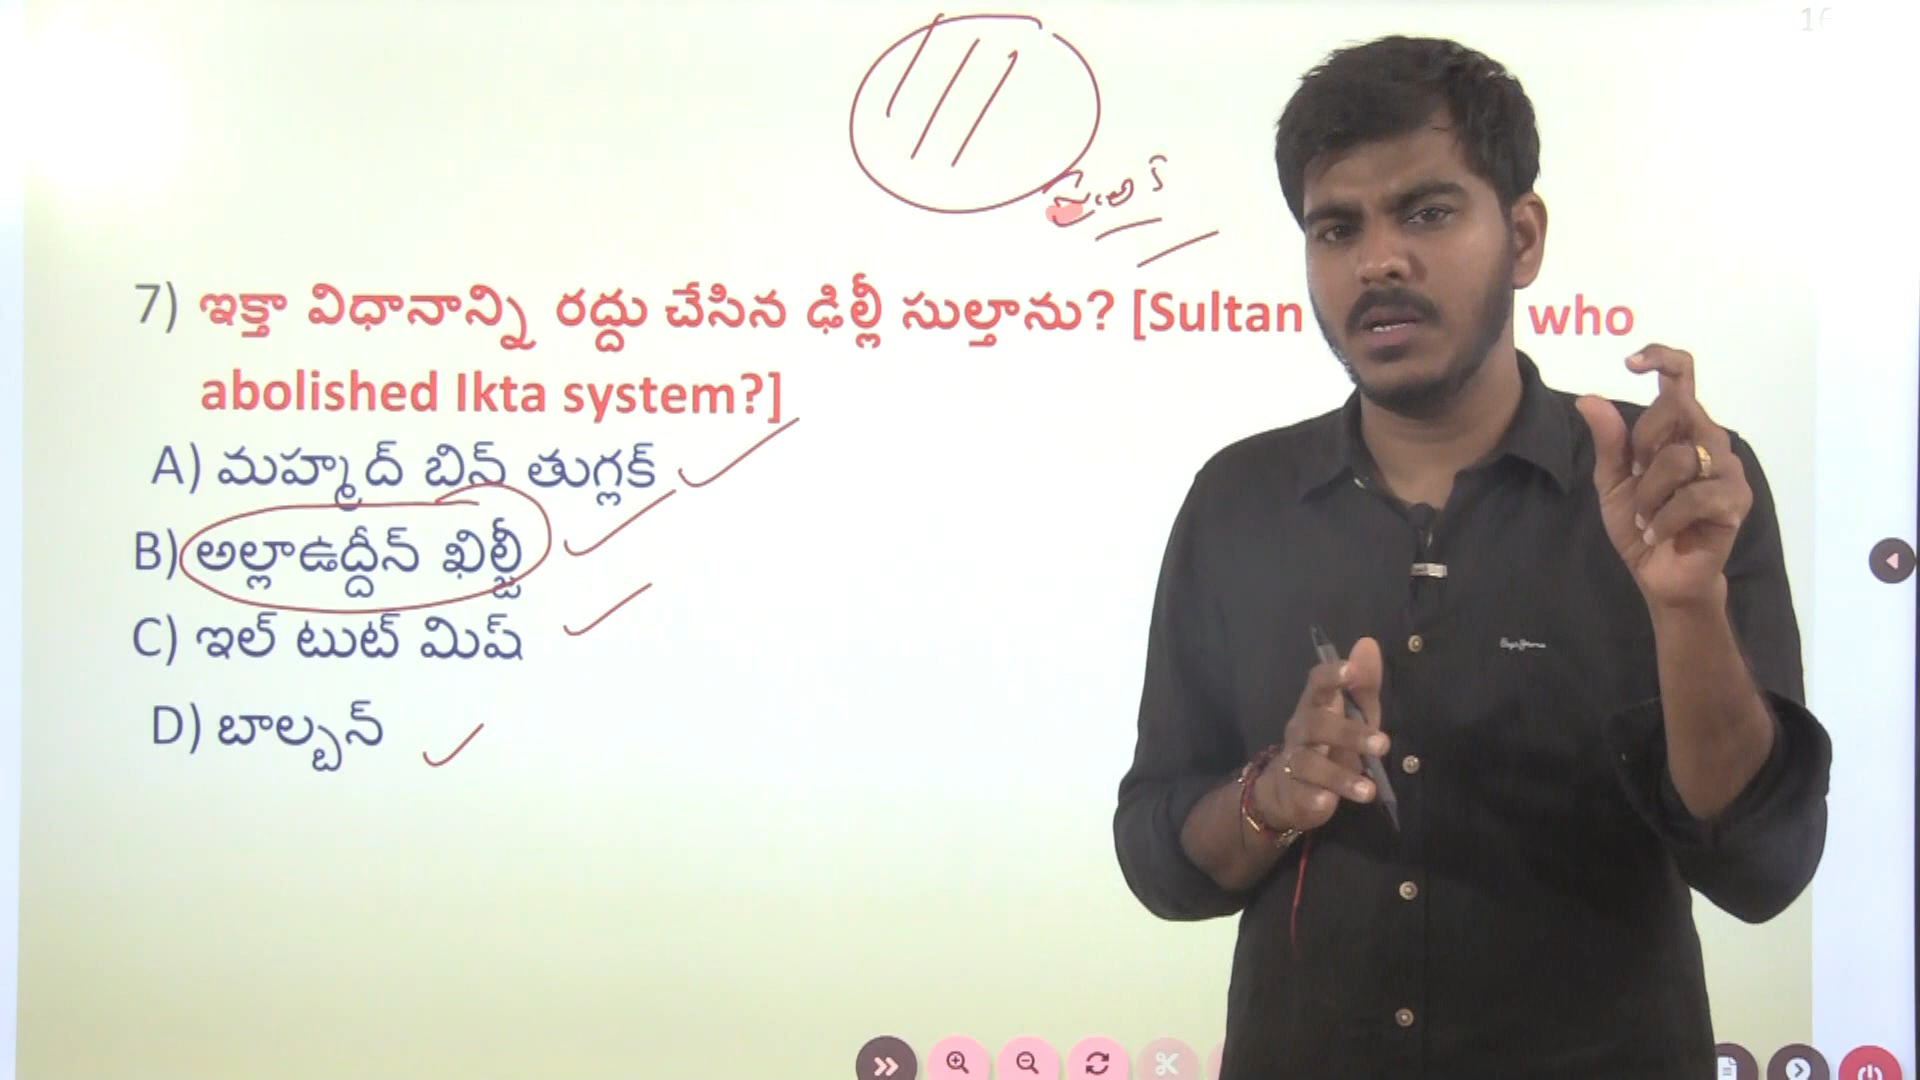 7) ఇక్తా విధానాన్ని రద్దు చేసిన ఢిల్లీ సుల్తాను? [Sultan who
abolished Ikta system?]
A) మహ్మద్ బిన్ తుగ్లక్
B) అల్లాఉద్దీన్ ఖిల్జీ
C) ఇల్ టుట్ మిష్
D) బాల్బన్